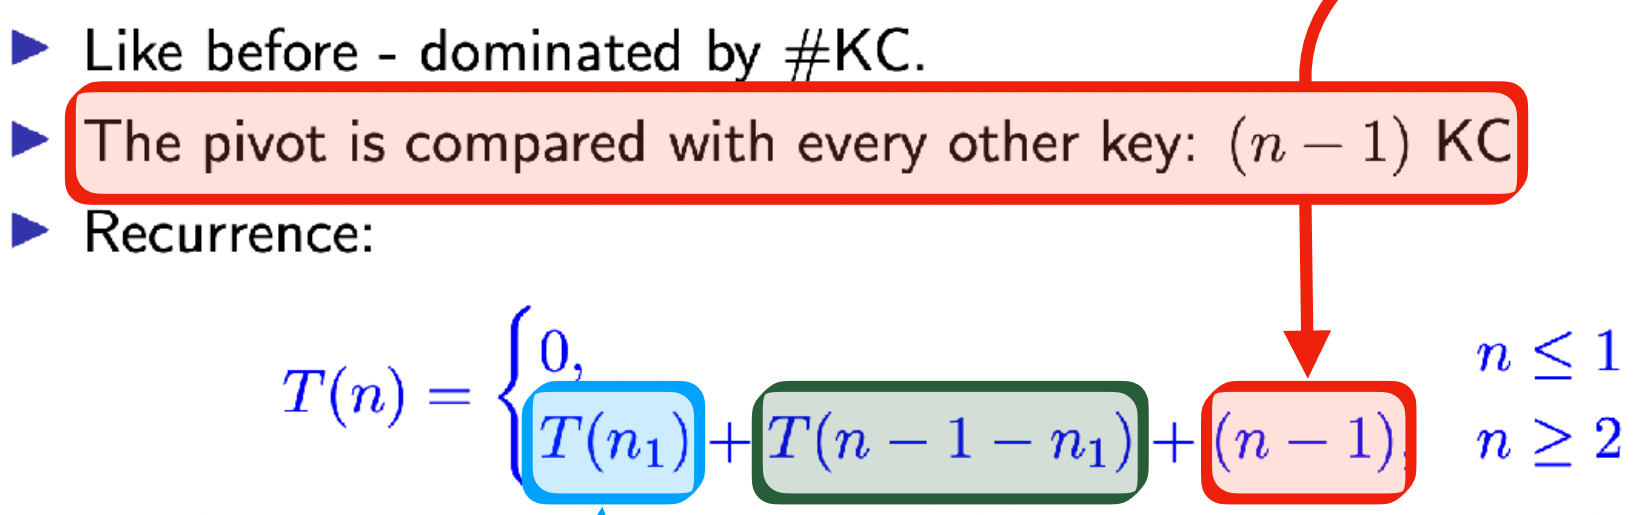 ▶ Like before - dominated by #KC.
▶ The pivot is compared with every other key: (n − 1) KC
▶ Recurrence:
0, n ≤ 1
T(n) = {
T(n₁) + T(n − 1 − n₁) + (n − 1), n ≥ 2